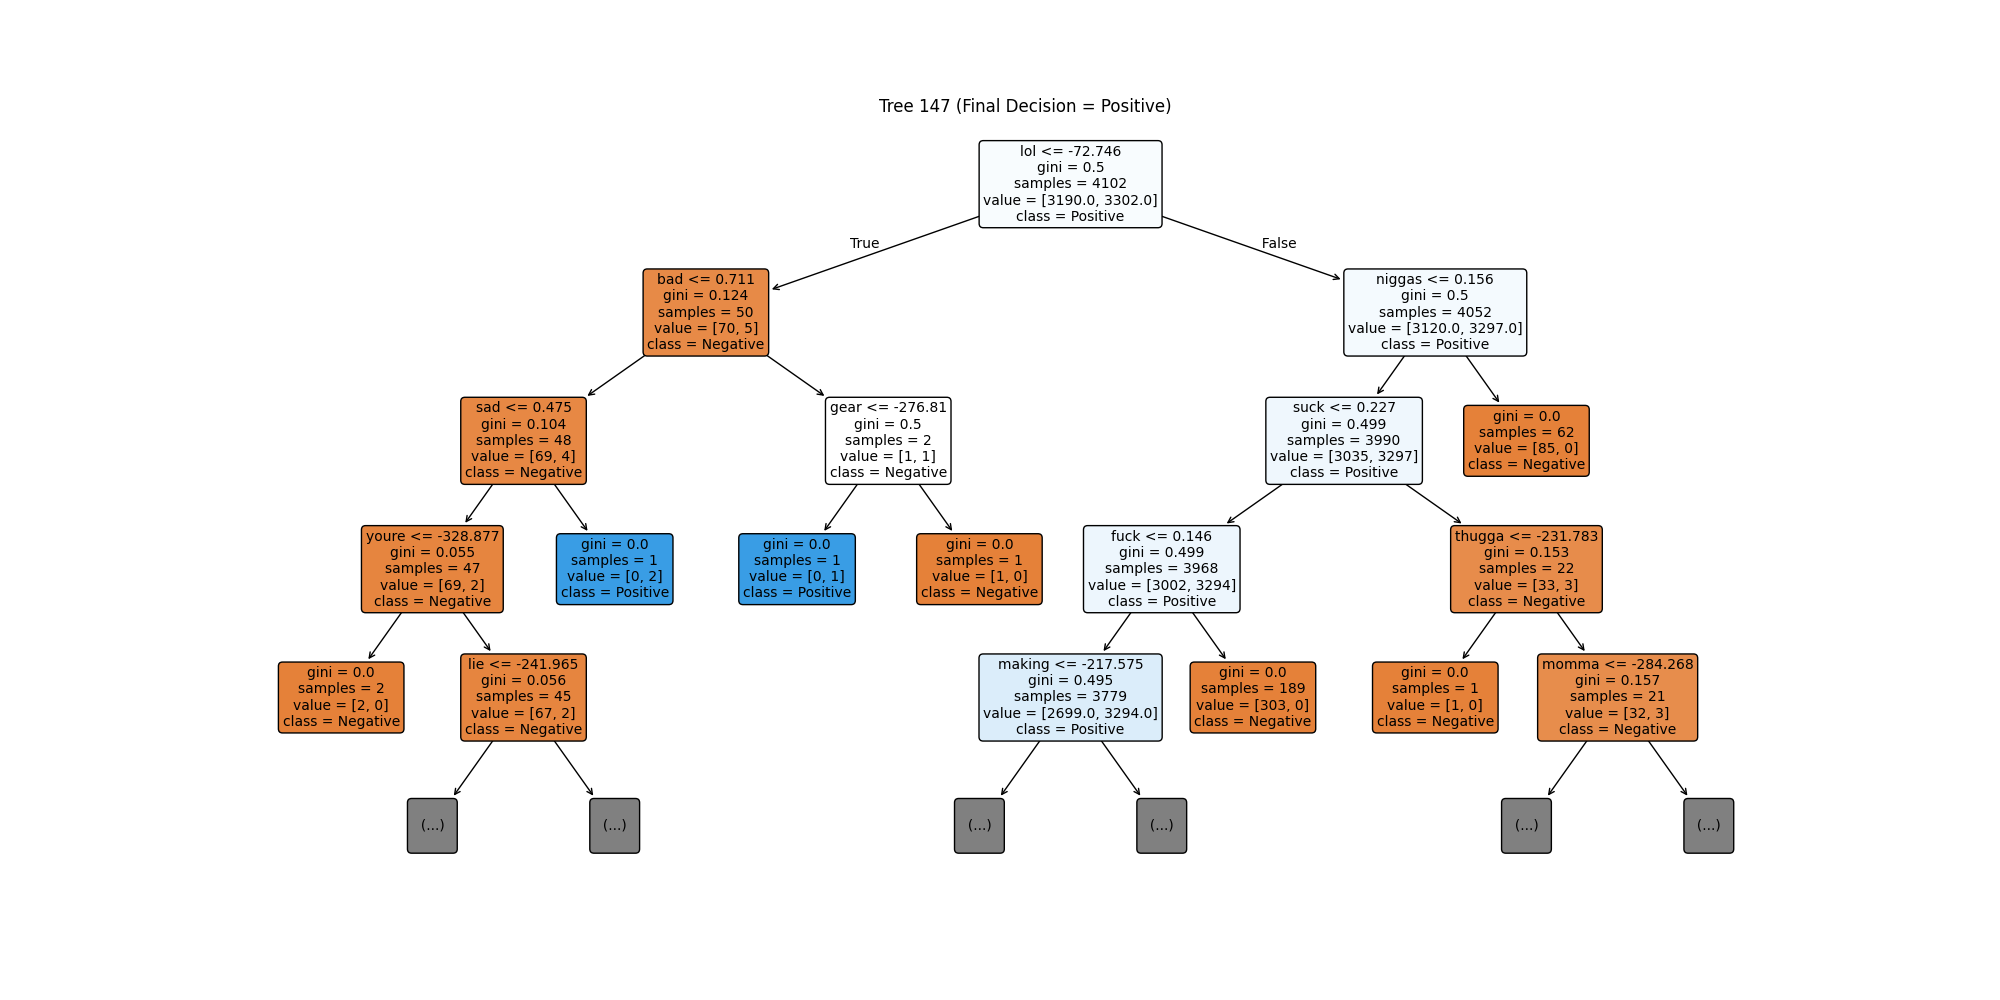 Tree 147 (Final Decision = Positive)
lol <= -72.746
gini = 0.5
samples = 4102
value = [3190.0, 3302.0]
class = Positive
True
False
bad <= 0.711
gini = 0.124
samples = 50
value = [70, 5]
class = Negative
niggas <= 0.156
gini = 0.5
samples = 4052
value = [3120.0, 3297.0]
class = Positive
sad <= 0.475
gini = 0.104
samples = 48
value = [69, 4]
class = Negative
gear <= -276.81
gini = 0.5
samples = 2
value = [1, 1]
class = Negative
suck <= 0.227
gini = 0.499
samples = 3990
value = [3035, 3297]
class = Positive
gini = 0.0
samples = 62
value = [85, 0]
class = Negative
youre <= -328.877
gini = 0.055
samples = 47
value = [69, 2]
class = Negative
gini = 0.0
samples = 1
value = [0, 2]
class = Positive
gini = 0.0
samples = 1
value = [0, 1]
class = Positive
gini = 0.0
samples = 1
value = [1, 0]
class = Negative
fuck <= 0.146
gini = 0.499
samples = 3968
value = [3002, 3294]
class = Positive
thugga <= -231.783
gini = 0.153
samples = 22
value = [33, 3]
class = Negative
gini = 0.0
samples = 2
value = [2, 0]
class = Negative
lie <= -241.965
gini = 0.056
samples = 45
value = [67, 2]
class = Negative
making <= -217.575
gini = 0.495
samples = 3779
value = [2699.0, 3294.0]
class = Positive
gini = 0.0
samples = 189
value = [303, 0]
class = Negative
gini = 0.0
samples = 1
value = [1, 0]
class = Negative
momma <= -284.268
gini = 0.157
samples = 21
value = [32, 3]
class = Negative
(...)
(...)
(...)
(...)
(...)
(...)